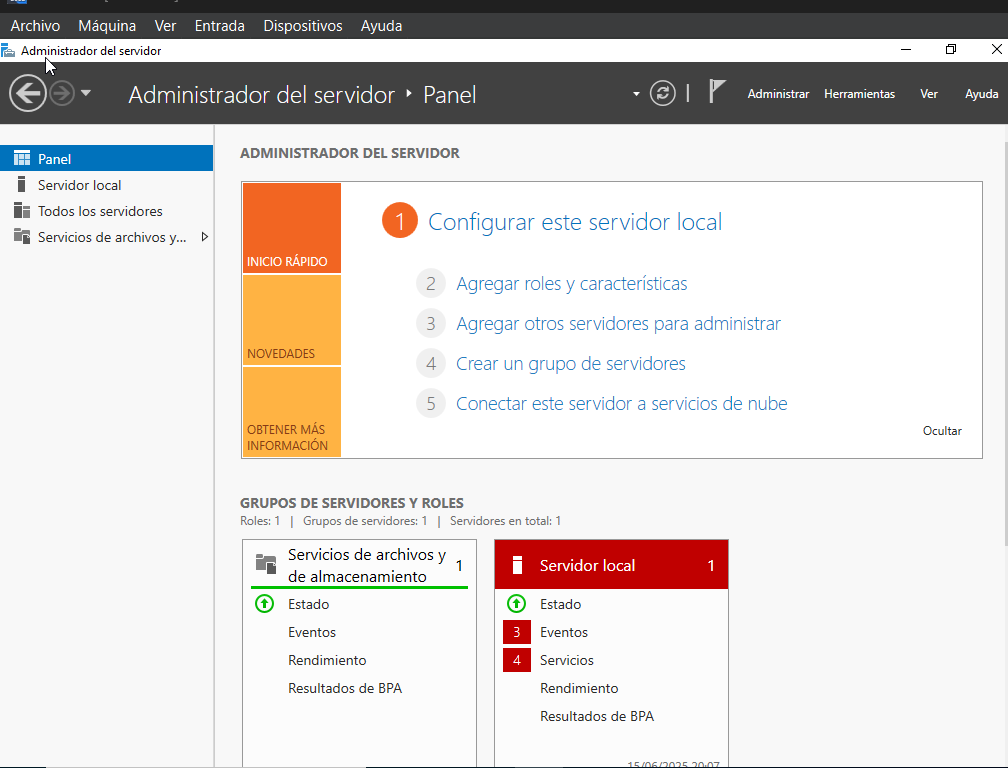 Archivo Máquina Ver Entrada Dispositivos Ayuda
Administrador del servidor
Administrador del servidor Panel
Administrar Herramientas Ver Ayuda
Panel
Servidor local
Todos los servidores
Servicios de archivos y...
ADMINISTRADOR DEL SERVIDOR
INICIO RÁPIDO
NOVEDADES
OBTENER MÁS
INFORMACIÓN
1 Configurar este servidor local
2 Agregar roles y características
3 Agregar otros servidores para administrar
4 Crear un grupo de servidores
5 Conectar este servidor a servicios de nube
Ocultar
GRUPOS DE SERVIDORES Y ROLES
Roles: 1 | Grupos de servidores: 1 | Servidores en total: 1
Servicios de archivos y
de almacenamiento
1
Estado
Eventos
Rendimiento
Resultados de BPA
Servidor local 1
Estado
3 Eventos
4 Servicios
Rendimiento
Resultados de BPA
15/06/2025 20:07